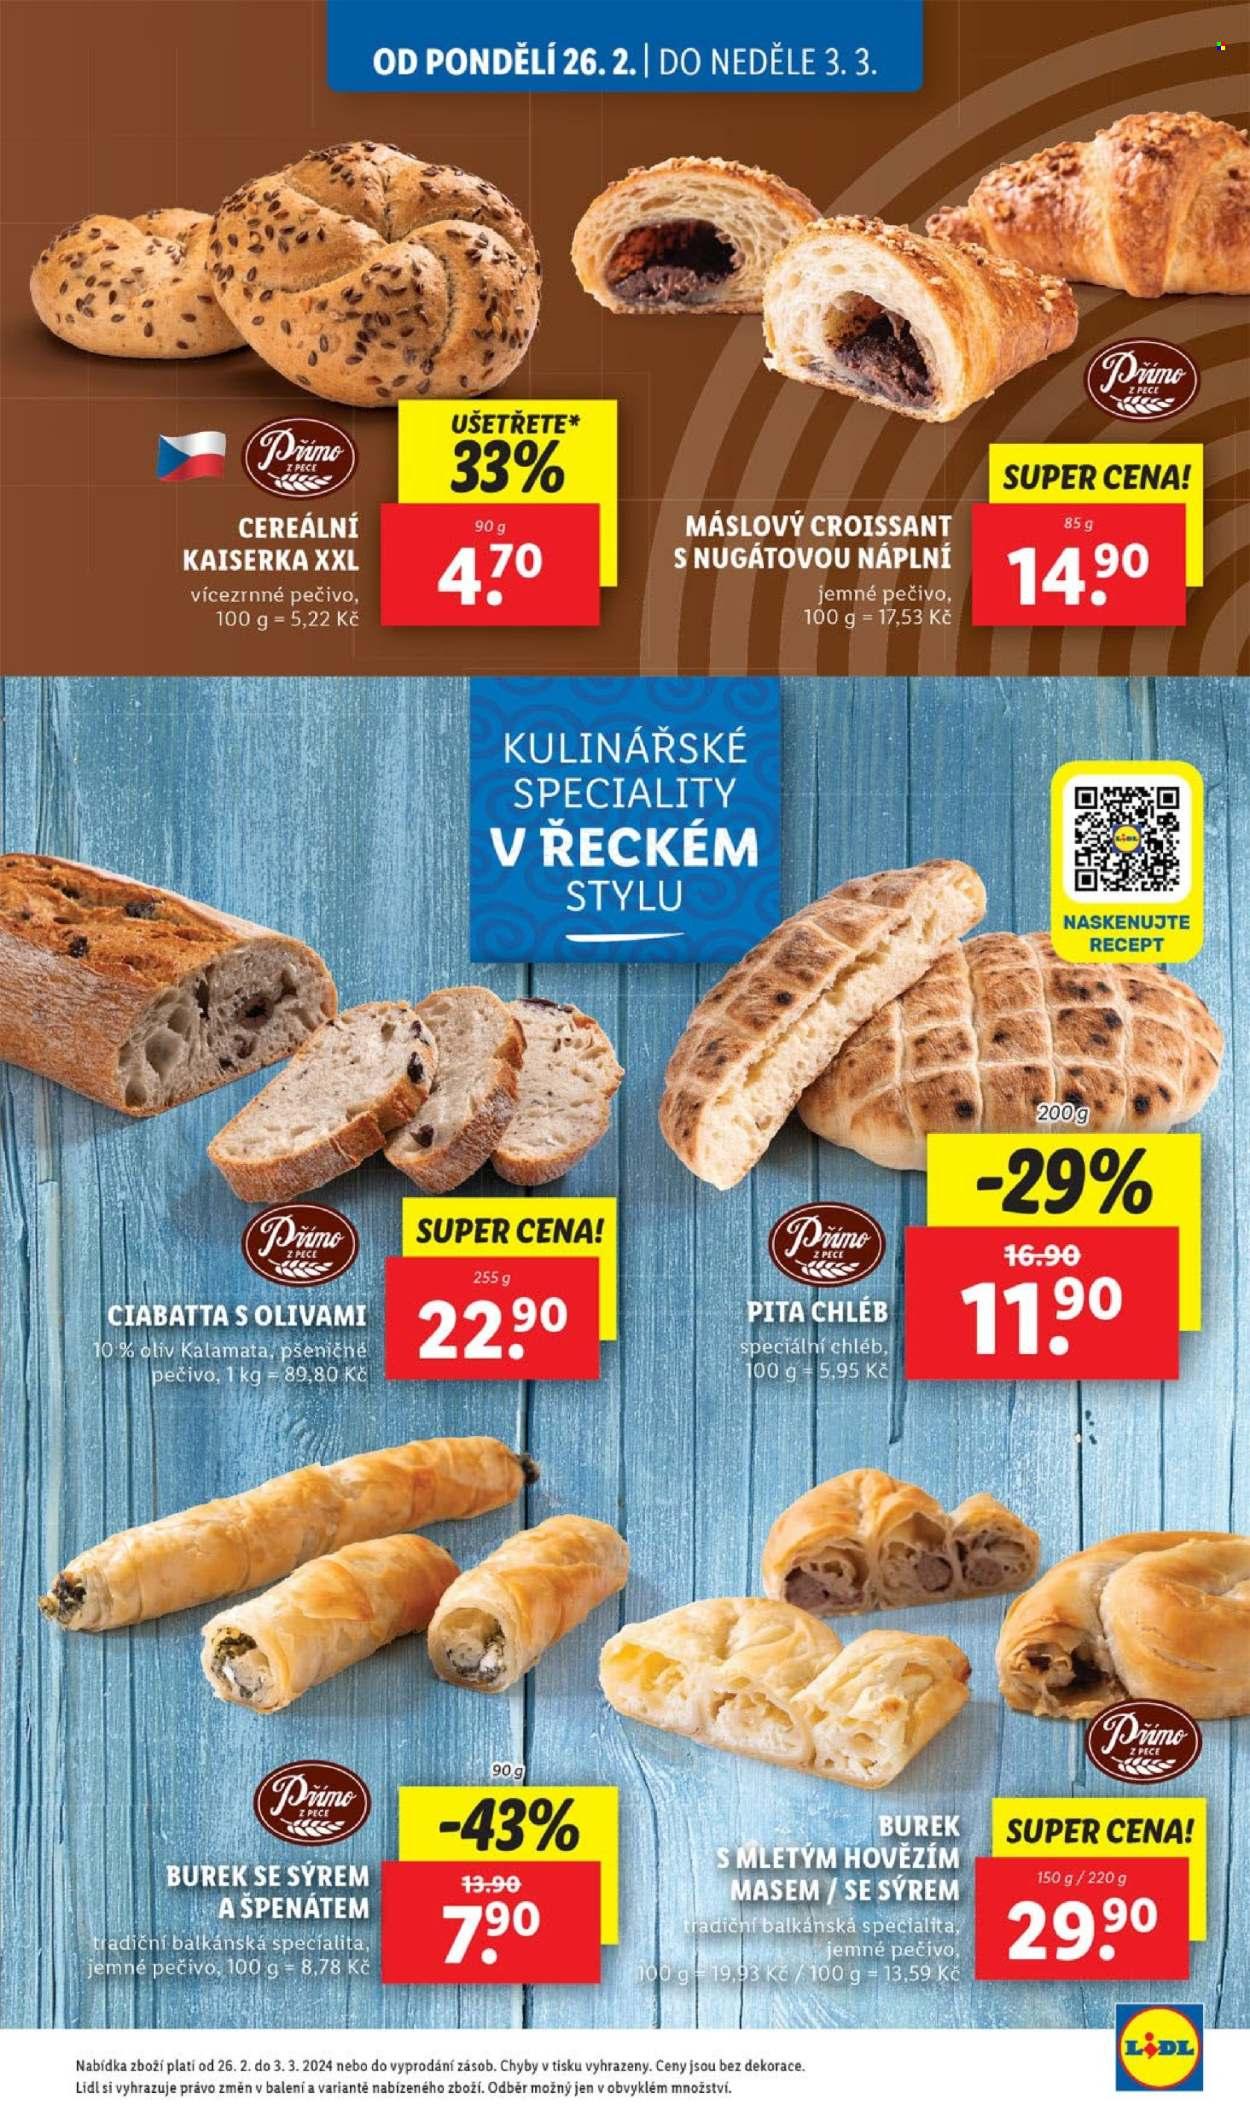 OD PONDĚLÍ 26. 2. | DO NEDĚLE 3. 3.
Přímo
Z PECE
CEREÁLNÍ
KAISERKA XXL
vícezrnné pečivo,
100 g = 5,22 Kč
UŠETŘETE*
33%
90 g
4.70
Přímo
Z PECE
MÁSLOVÝ CROISSANT
S NUGÁTOVOU NÁPLNÍ
jemné pečivo,
100 g = 17,53 Kč
SUPER CENA!
85 g
14.90
KULINÁŘSKÉ
SPECIALITY
V ŘECKÉM
STYLU
LIDL
NASKENUJTE
RECEPT
Přímo
Z PECE
CIABATTA S OLIVAMI
10 % oliv Kalamata, pšeničné
pečivo, 1 kg = 89,80 Kč
SUPER CENA!
255 g
22.90
Přímo
Z PECE
PITA CHLÉB
speciální chléb,
100 g = 5,95 Kč
200 g
-29%
16.90
11.90
Přímo
Z PECE
BUREK SE SÝREM
A ŠPENÁTEM
tradiční balkánská specialita,
jemné pečivo, 100 g = 8,78 Kč
90 g
-43%
13.90
7.90
Přímo
Z PECE
BUREK
S MLETÝM HOVĚZÍM
MASEM / SE SÝREM
tradiční balkánská specialita,
jemné pečivo,
100 g = 19,93 Kč / 100 g = 13,59 Kč
SUPER CENA!
150 g / 220 g
29.90
Nabídka zboží platí od 26. 2. do 3. 3. 2024 nebo do vyprodání zásob. Chyby v tisku vyhrazeny. Ceny jsou bez dekorace.
Lidl si vyhrazuje právo změn v balení a variantě nabízeného zboží. Odběr možný jen v obvyklém množství.
LIDL